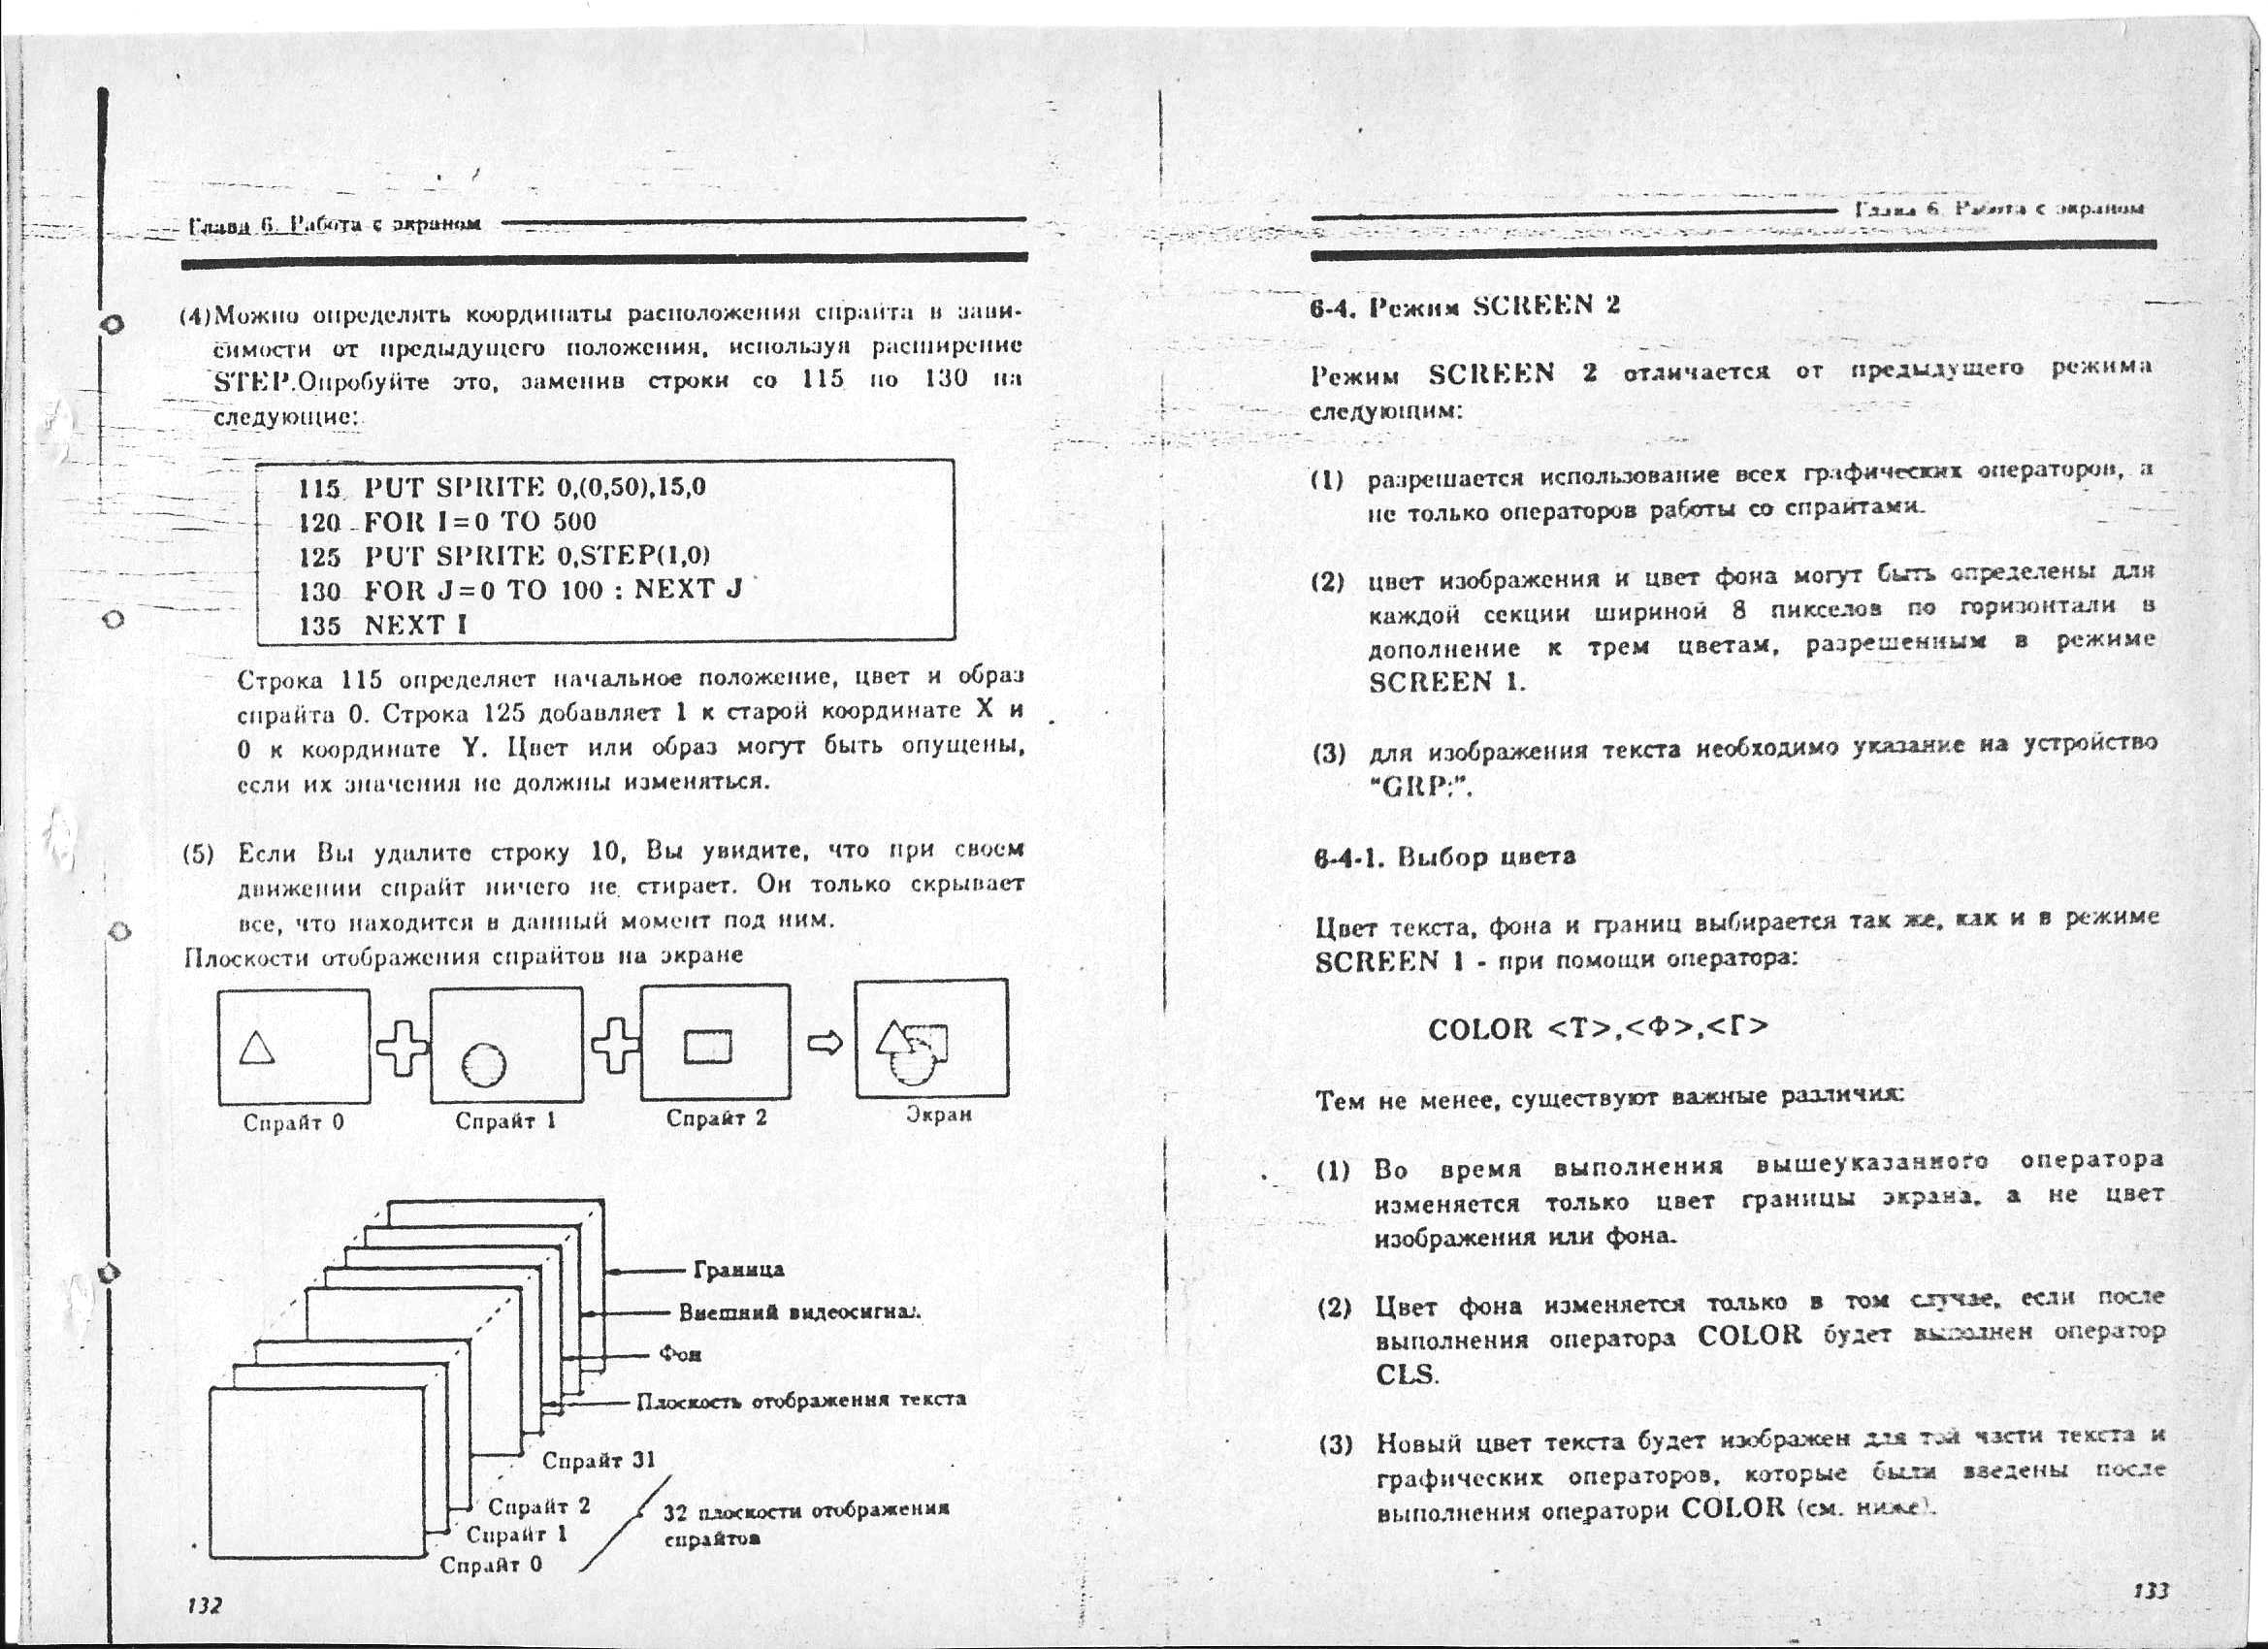 Глава 6. Работа с экраном
(4)Можно определять координаты расположения спрайта в зави-
симости от предыдущего положения, используя расширение
STEP.Опробуйте это, заменив строки со 115 по 130 на
следующие:
115 PUT SPRITE 0,(0,50),15,0
120 FOR I=0 TO 500
125 PUT SPRITE 0,STEP(1,0)
130 FOR J=0 TO 100 : NEXT J
135 NEXT I
Строка 115 определяет начальное положение, цвет и образ
спрайта 0. Строка 125 добавляет 1 к старой координате X и
0 к координате Y. Цвет или образ могут быть опущены,
если их значения не должны изменяться.
(5) Если Вы удалите строку 10, Вы увидите, что при своем
движении спрайт ничего не стирает. Он только скрывает
все, что находится в данный момент под ним.
Плоскости отображения спрайтов на экране
Спрайт 0
Спрайт 1
Спрайт 2
Экран
Граница
Внешний видеосигнал.
Фон
Плоскость отображения текста
Спрайт 31
Спрайт 2
Спрайт 1
Спрайт 0
32 плоскости отображения
спрайтов
132
Глава 6. Работа с экраном
6-4. Режим SCREEN 2
Режим SCREEN 2 отличается от предыдущего режима
следующим:
(1) разрешается использование всех графических операторов, а
не только операторов работы со спрайтами.
(2) цвет изображения и цвет фона могут быть определены для
каждой секции шириной 8 пикселов по горизонтали в
дополнение к трем цветам, разрешенным в режиме
SCREEN 1.
(3) для изображения текста необходимо указание на устройство
"GRP:".
6-4-1. Выбор цвета
Цвет текста, фона и границ выбирается так же, как и в режиме
SCREEN 1 - при помощи оператора:
COLOR <Т>,<Ф>,<Г>
Тем не менее, существуют важные различия:
(1) Во время выполнения вышеуказанного оператора
изменяется только цвет границы экрана, а не цвет
изображения или фона.
(2) Цвет фона изменяется только в том случае, если после
выполнения оператора COLOR будет выполнен оператор
CLS.
(3) Новый цвет текста будет изображен для той части текста и
графических операторов, которые были введены после
выполнения оператори COLOR (см. ниже).
133